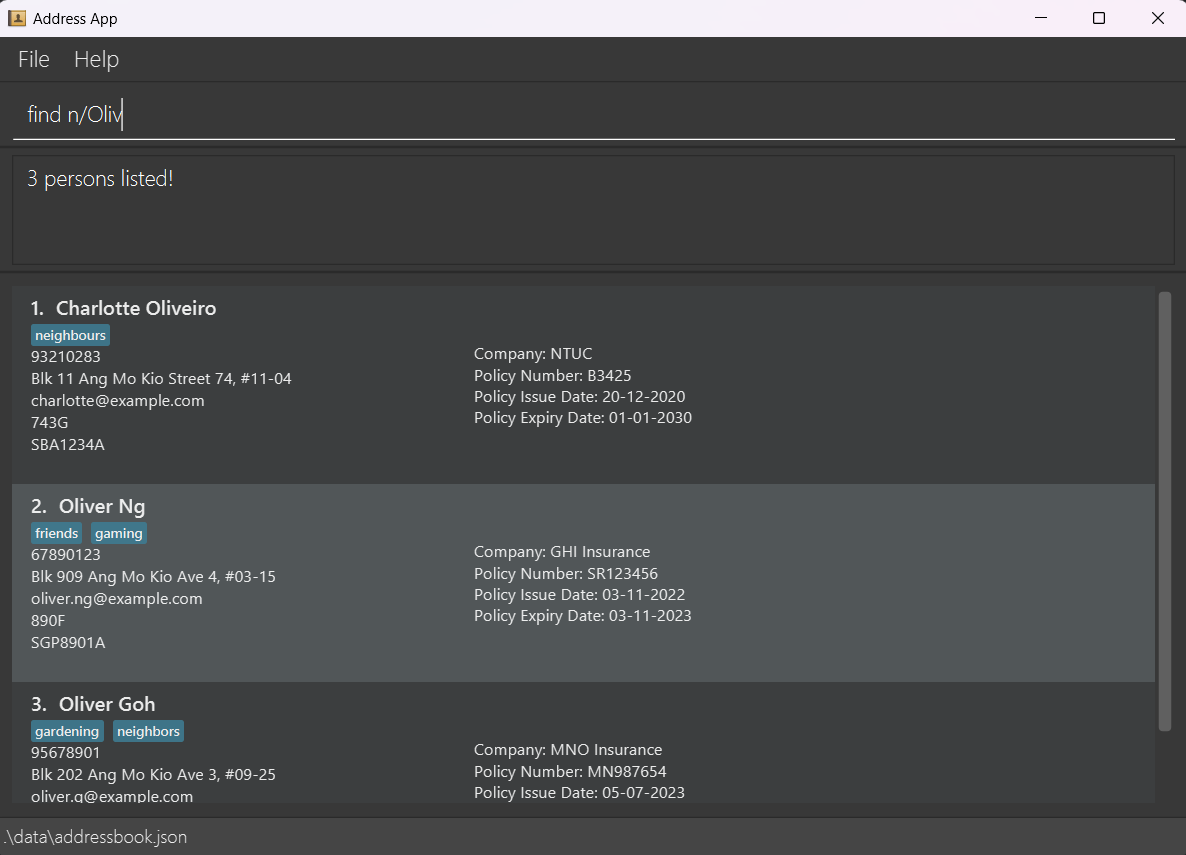 Address App
File Help
find n/Oliv
3 persons listed!
1. Charlotte Oliveiro
neighbours
93210283
Blk 11 Ang Mo Kio Street 74, #11-04
charlotte@example.com
743G
SBA1234A
Company: NTUC
Policy Number: B3425
Policy Issue Date: 20-12-2020
Policy Expiry Date: 01-01-2030
2. Oliver Ng
friends gaming
67890123
Blk 909 Ang Mo Kio Ave 4, #03-15
oliver.ng@example.com
890F
SGP8901A
Company: GHI Insurance
Policy Number: SR123456
Policy Issue Date: 03-11-2022
Policy Expiry Date: 03-11-2023
3. Oliver Goh
gardening neighbors
95678901
Blk 202 Ang Mo Kio Ave 3, #09-25
oliver.g@example.com
Company: MNO Insurance
Policy Number: MN987654
Policy Issue Date: 05-07-2023
.\data\addressbook.json